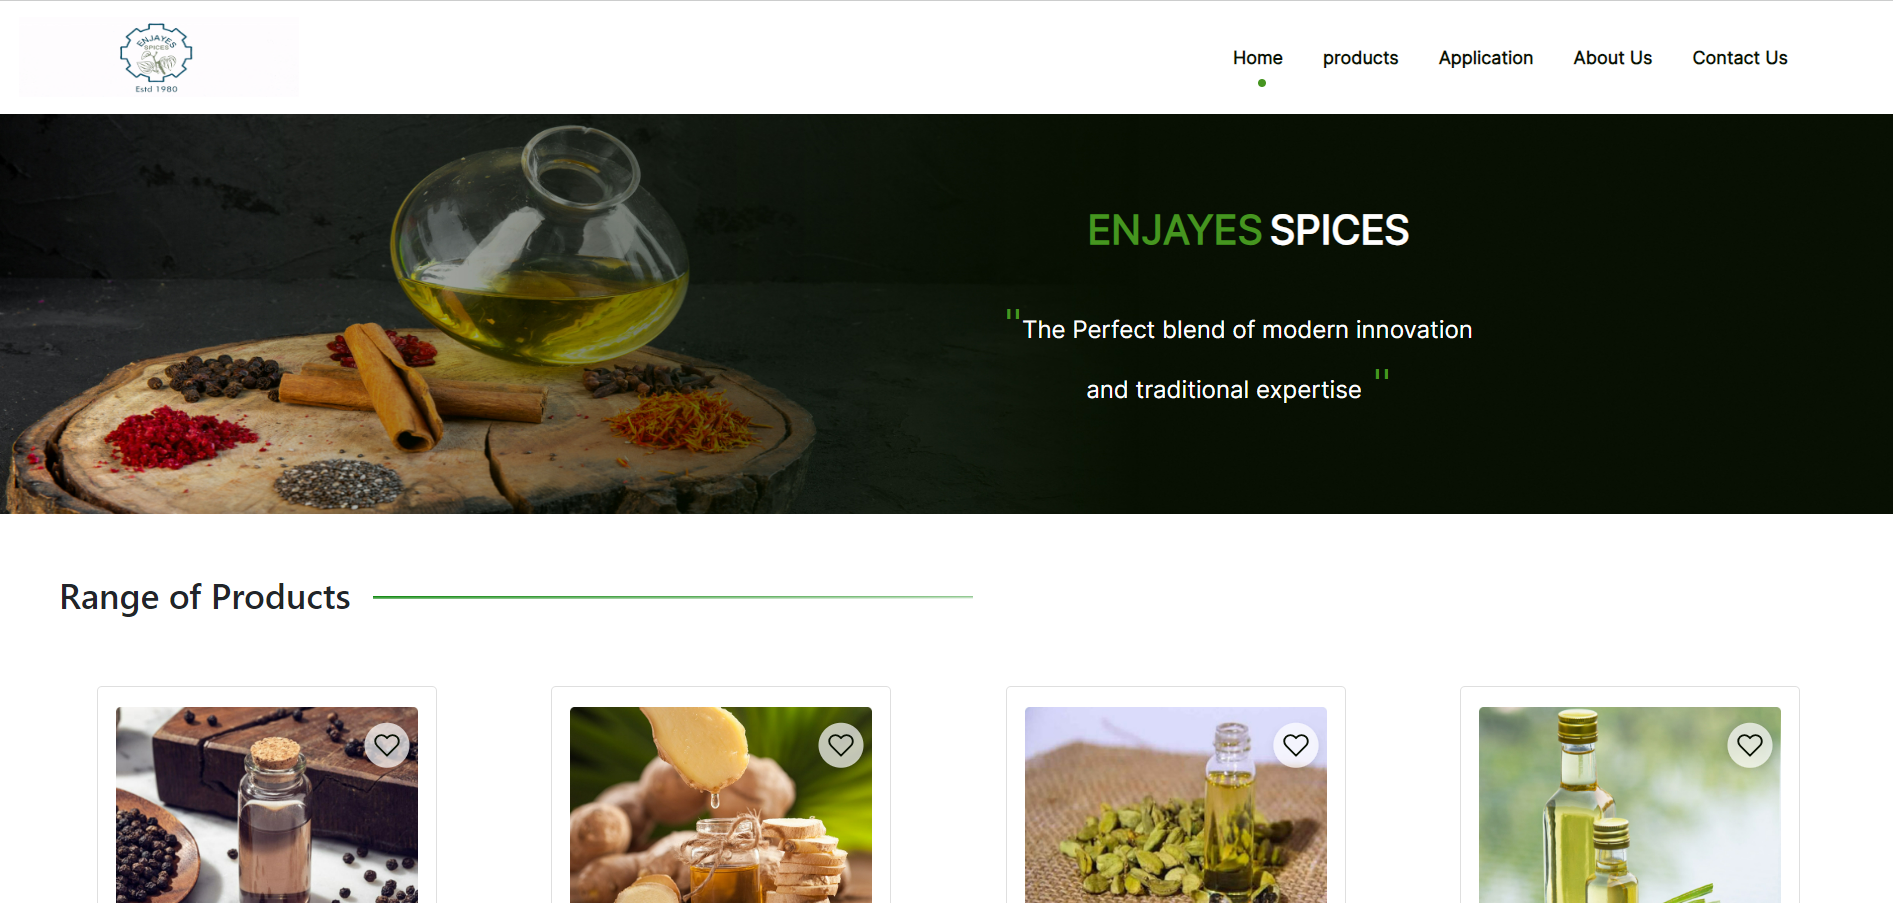 ENJAYES
SPICES
Estd 1980
Home products Application About Us Contact Us
ENJAYES SPICES
"The Perfect blend of modern innovation
and traditional expertise "
Range of Products